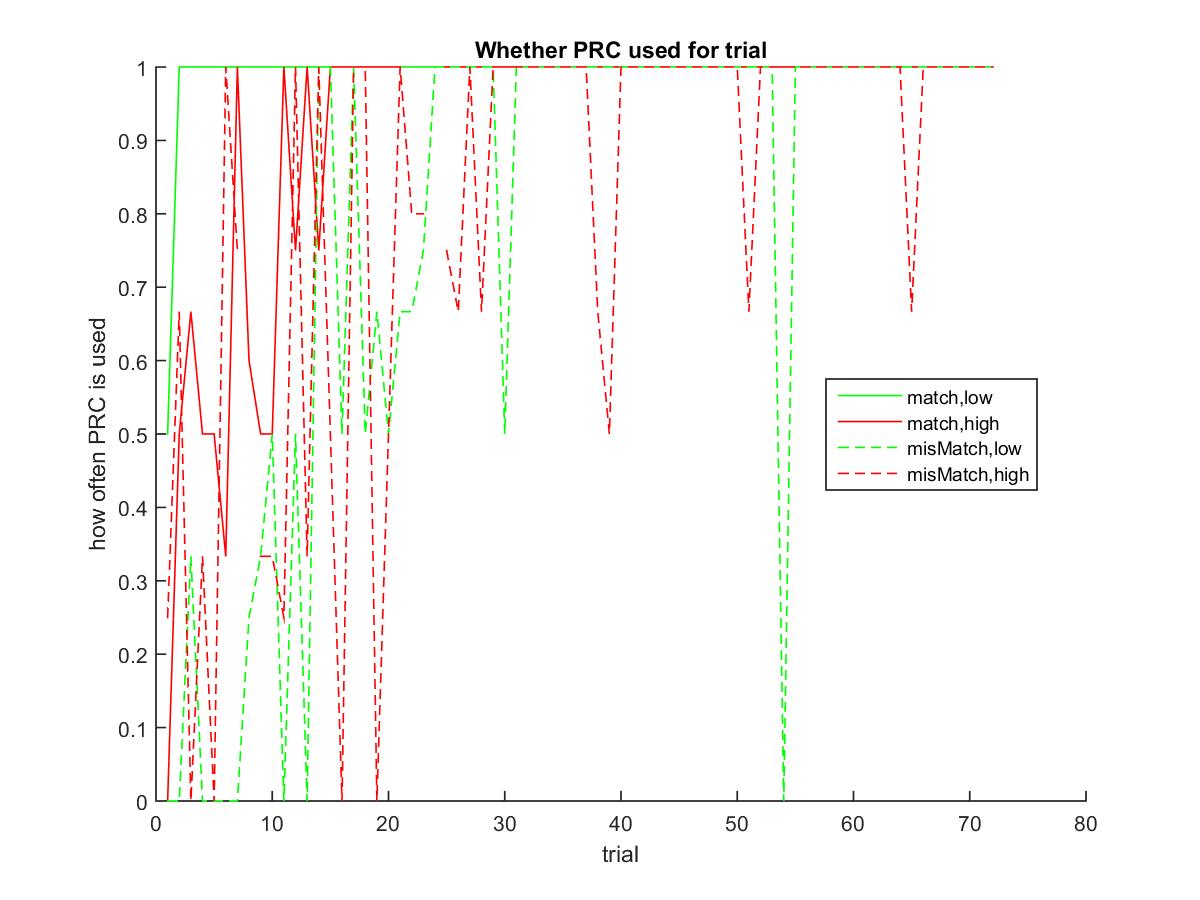 Whether PRC used for trial
1
0.9
0.8
0.7
0.6
0.5
0.4
0.3
0.2
0.1
0
how often PRC is used
match,low
match,high
misMatch,low
misMatch,high
0 10 20 30 40 50 60 70 80
trial